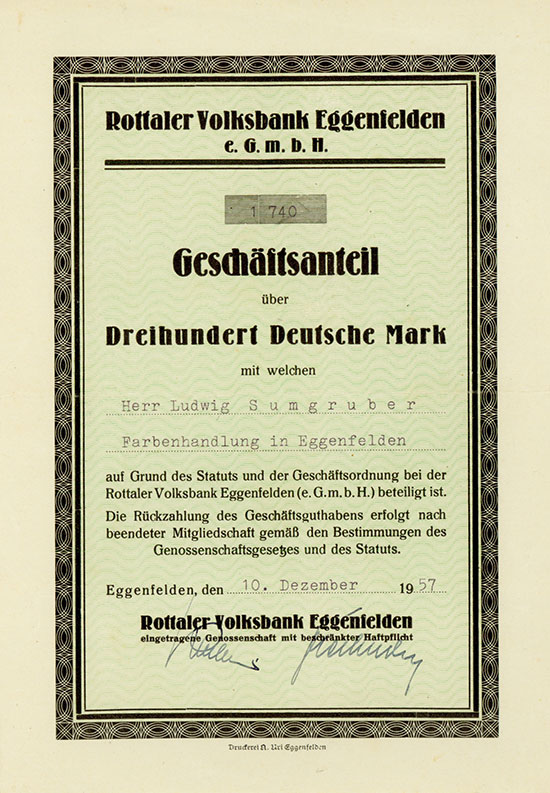 Rottaler Volksbank Eggenfelden
e. G. m. b. H.
1 740
Geschäftsanteil
über
Dreihundert Deutsche Mark
mit welchen
Herr Ludwig Sumgruber
Farbenhandlung in Eggenfelden
auf Grund des Statuts und der Geschäftsordnung bei der
Rottaler Volksbank Eggenfelden (e. G. m. b. H.) beteiligt ist.
Die Rückzahlung des Geschäftsguthabens erfolgt nach
beendeter Mitgliedschaft gemäß den Bestimmungen des
Genossenschaftsgesetzes und des Statuts.
Eggenfelden, den 10. Dezember 1957
Rottaler Volksbank Eggenfelden
eingetragene Genossenschaft mit beschränkter Haftpflicht
Druckerei A. Uri Eggenfelden